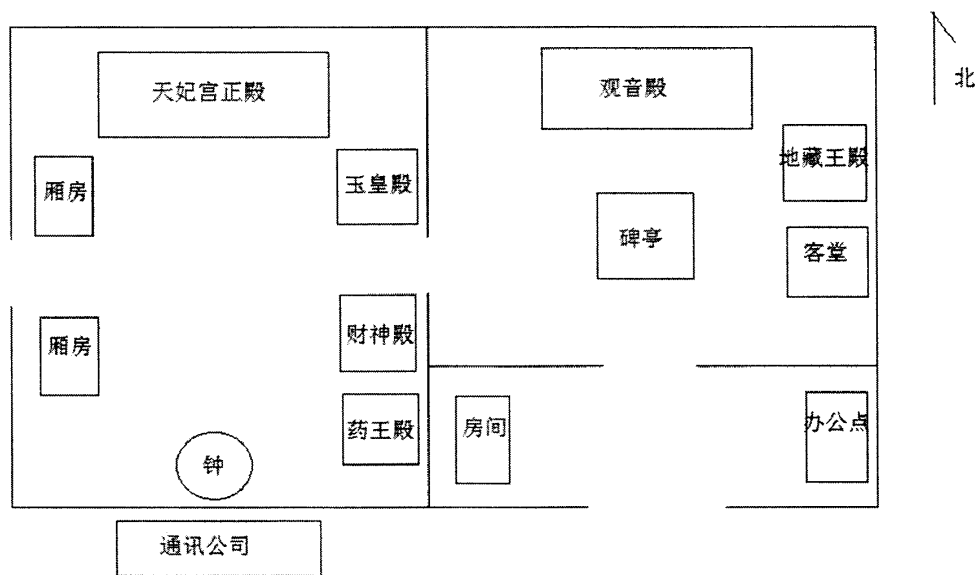 天妃宫正殿
观音殿
北
地藏王殿
厢房
玉皇殿
碑亭
客堂
厢房
财神殿
药王殿
房间
办公点
钟
通讯公司